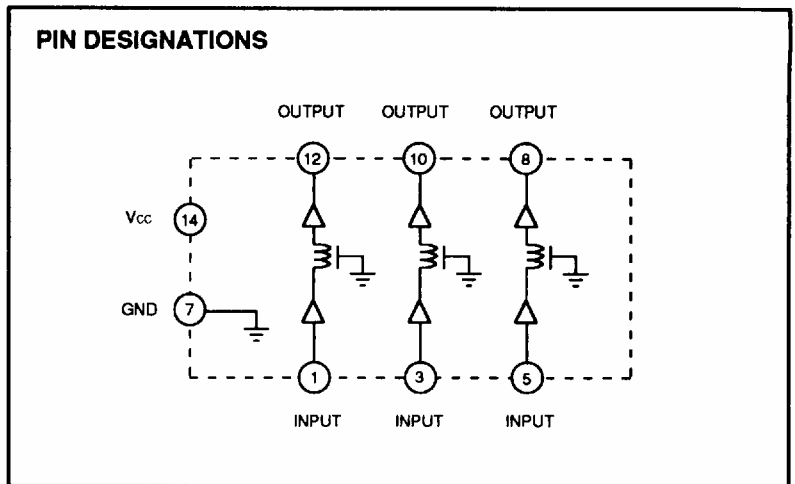 PIN DESIGNATIONS
OUTPUT OUTPUT OUTPUT
12 10 8
Vcc 14
GND 7
1 3 5
INPUT INPUT INPUT